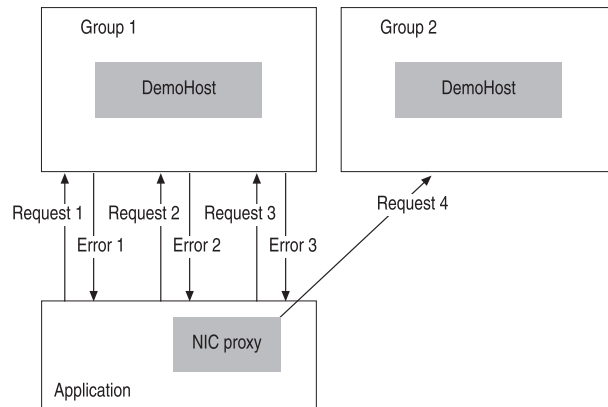 Group 1
Group 2
DemoHost
DemoHost
Request 1
Request 2
Request 3
Request 4
Error 1
Error 2
Error 3
NIC proxy
Application